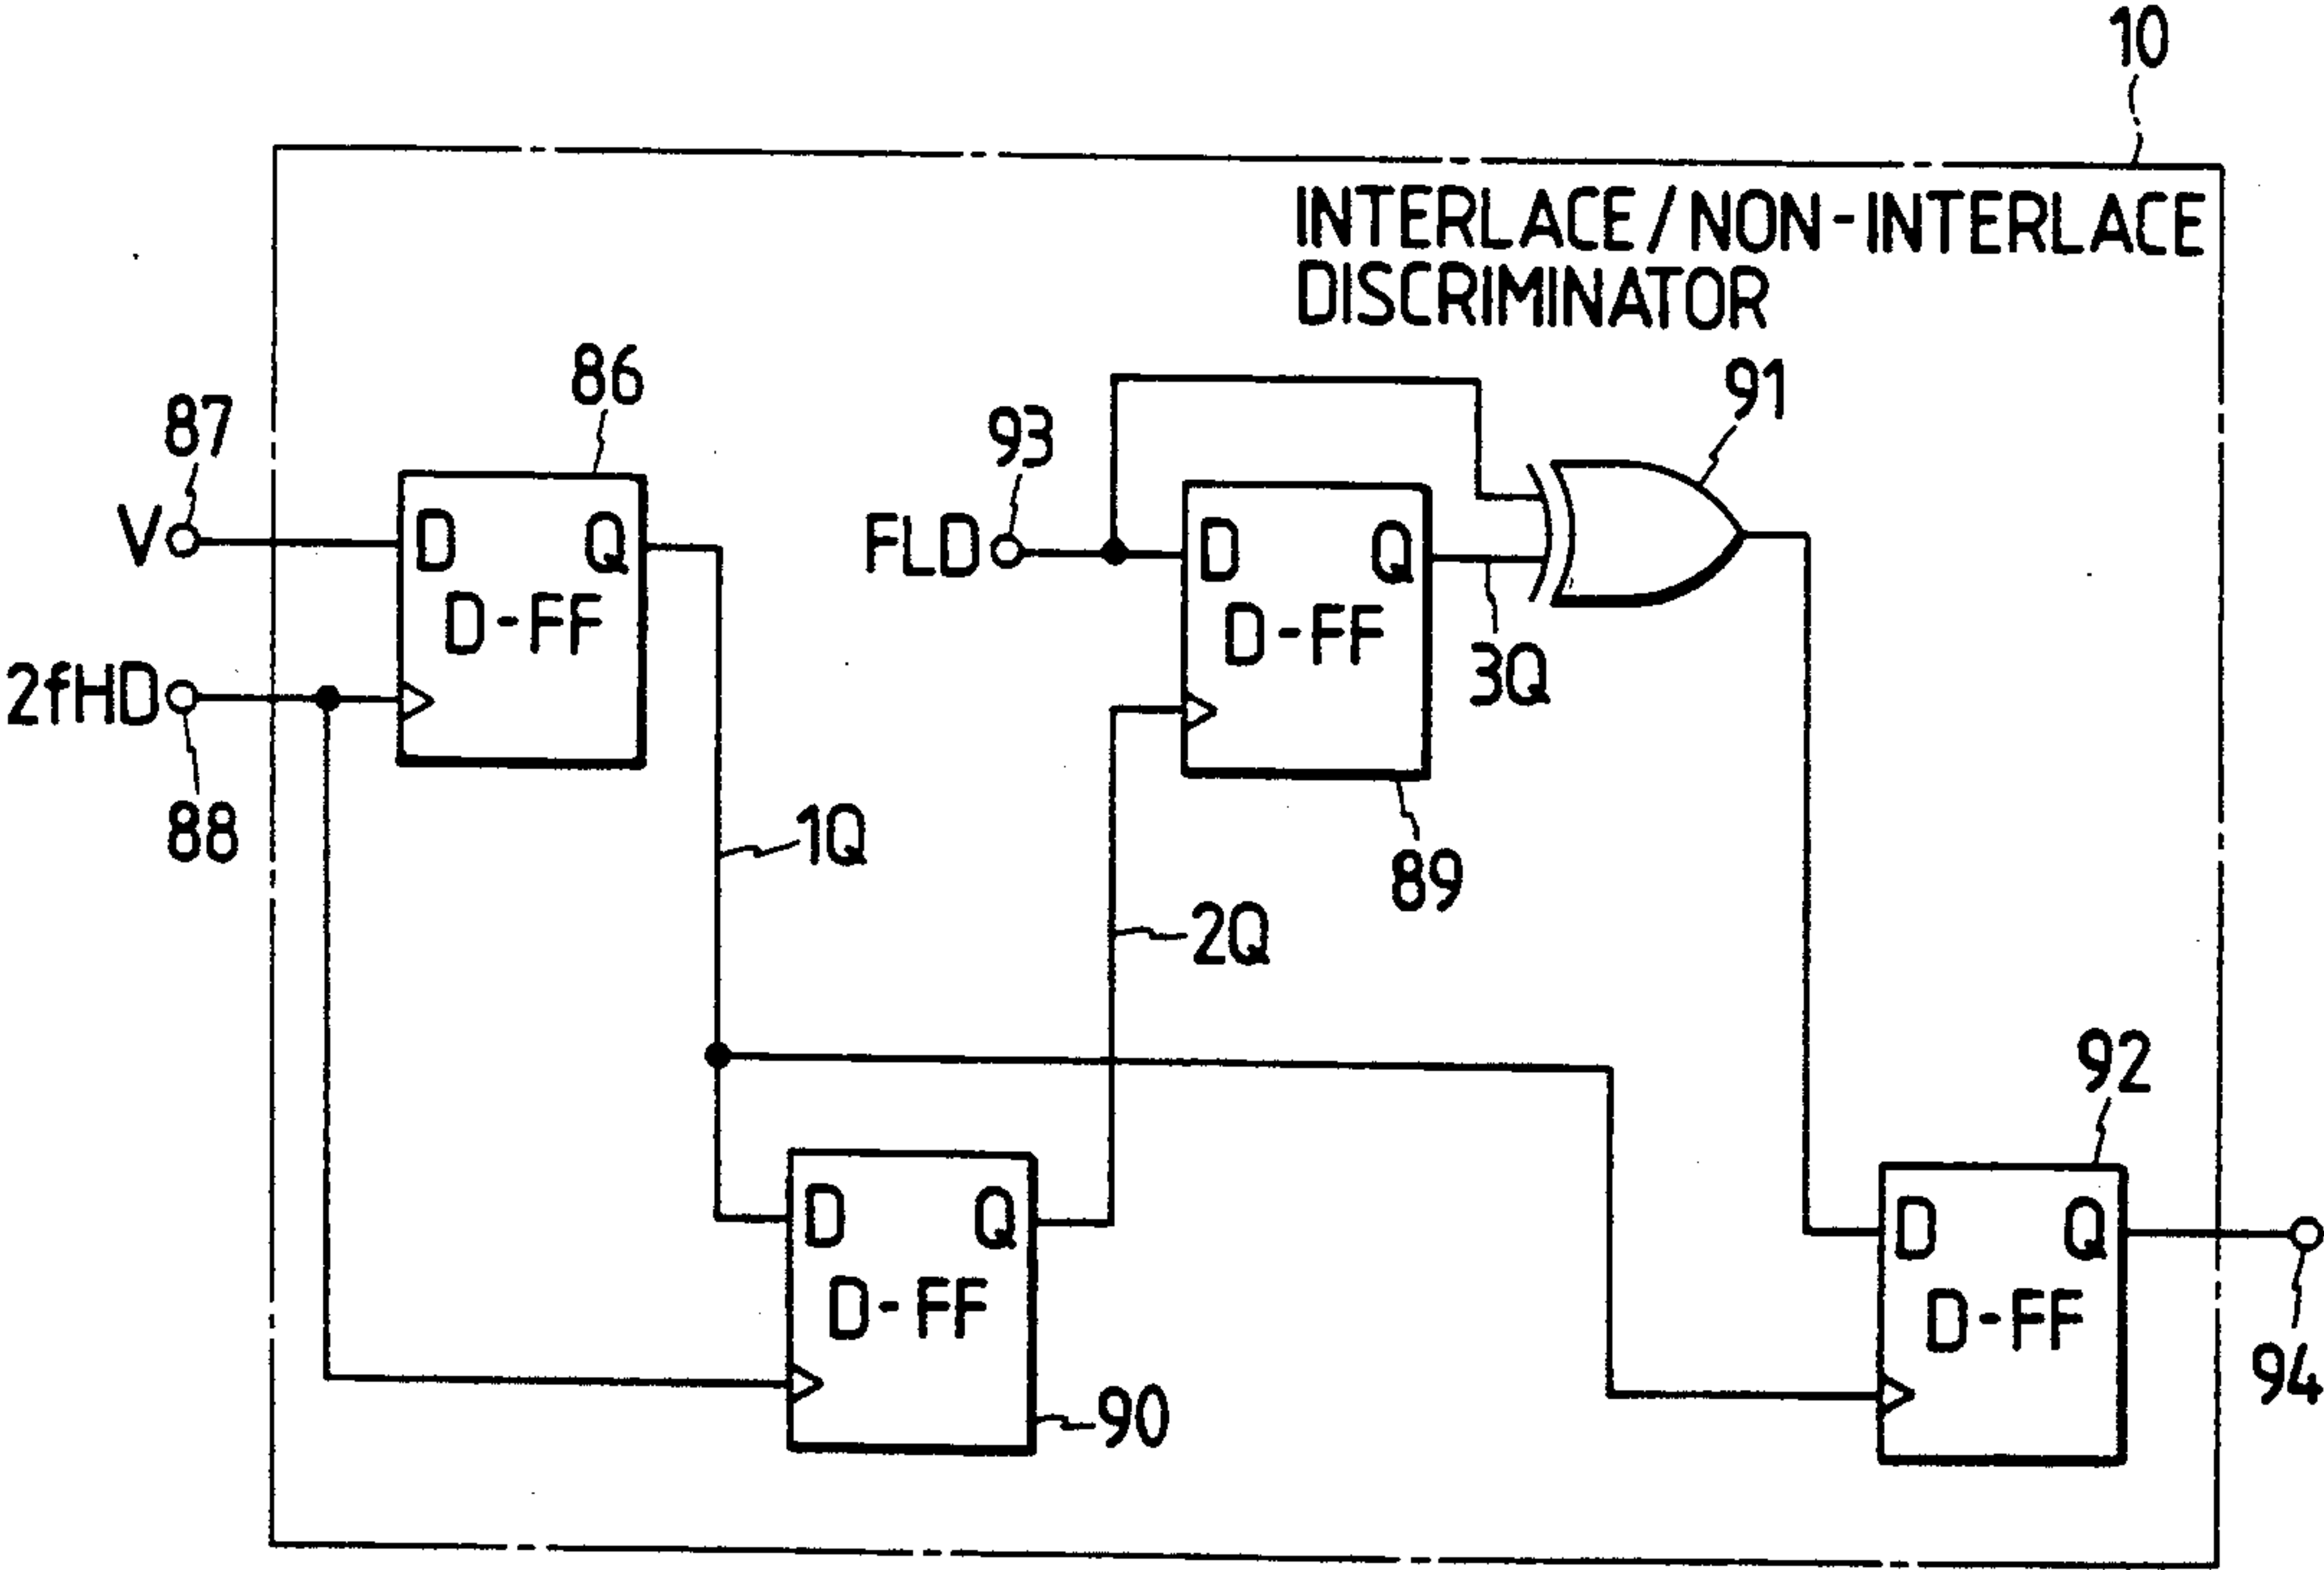 10
INTERLACE/NON-INTERLACE
DISCRIMINATOR
86
91
87
93
V
D Q
D-FF
FLD
D Q
D-FF
3Q
2fHD
88
1Q
89
2Q
92
D Q
D-FF
90
D Q
D-FF
94